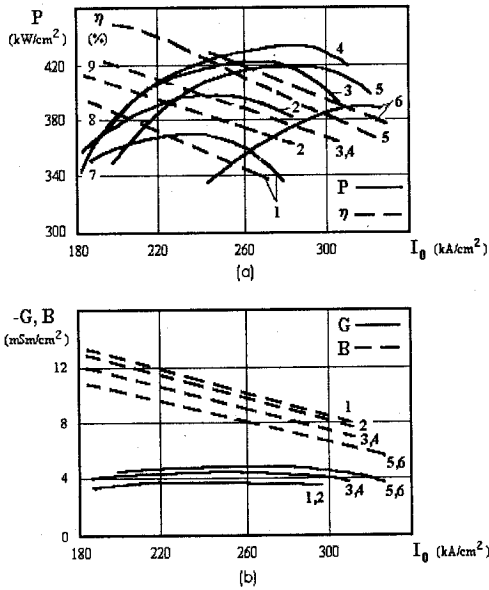 P
η
(kW/cm²) (%)
420
9
380
8
7
340
300
4
3
5
2
6
5
2
3,4
1
P
η
180
220
260
300
I₀ (kA/cm²)
(a)
-G, B
(mSm/cm²)
G
B
12
8
4
0
1
2
3,4
5,6
1,2
3,4
5,6
180
220
260
300
I₀ (kA/cm²)
(b)